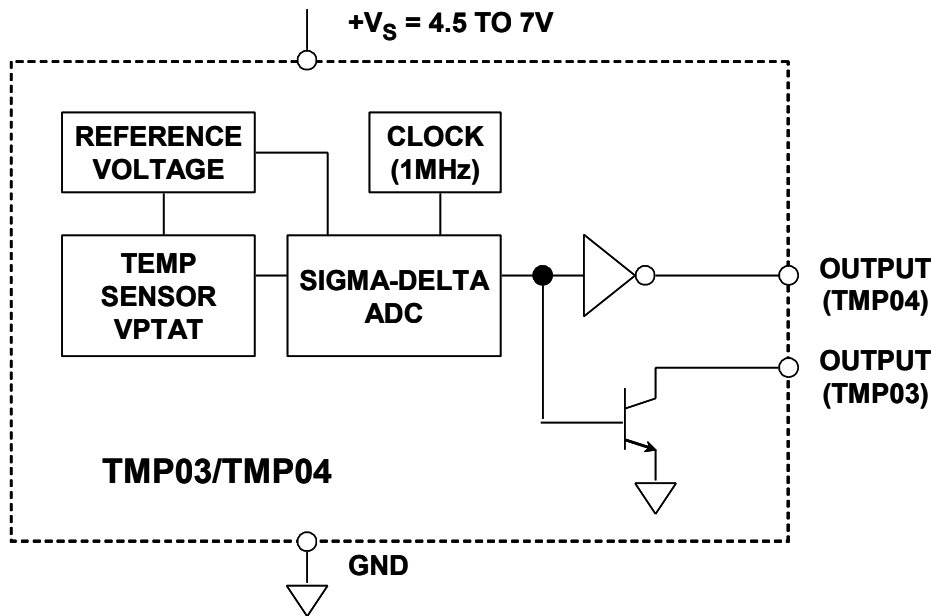 +VS = 4.5 TO 7V
REFERENCE
VOLTAGE
CLOCK
(1MHz)
TEMP
SENSOR
VPTAT
SIGMA-DELTA
ADC
OUTPUT
(TMP04)
OUTPUT
(TMP03)
TMP03/TMP04
GND